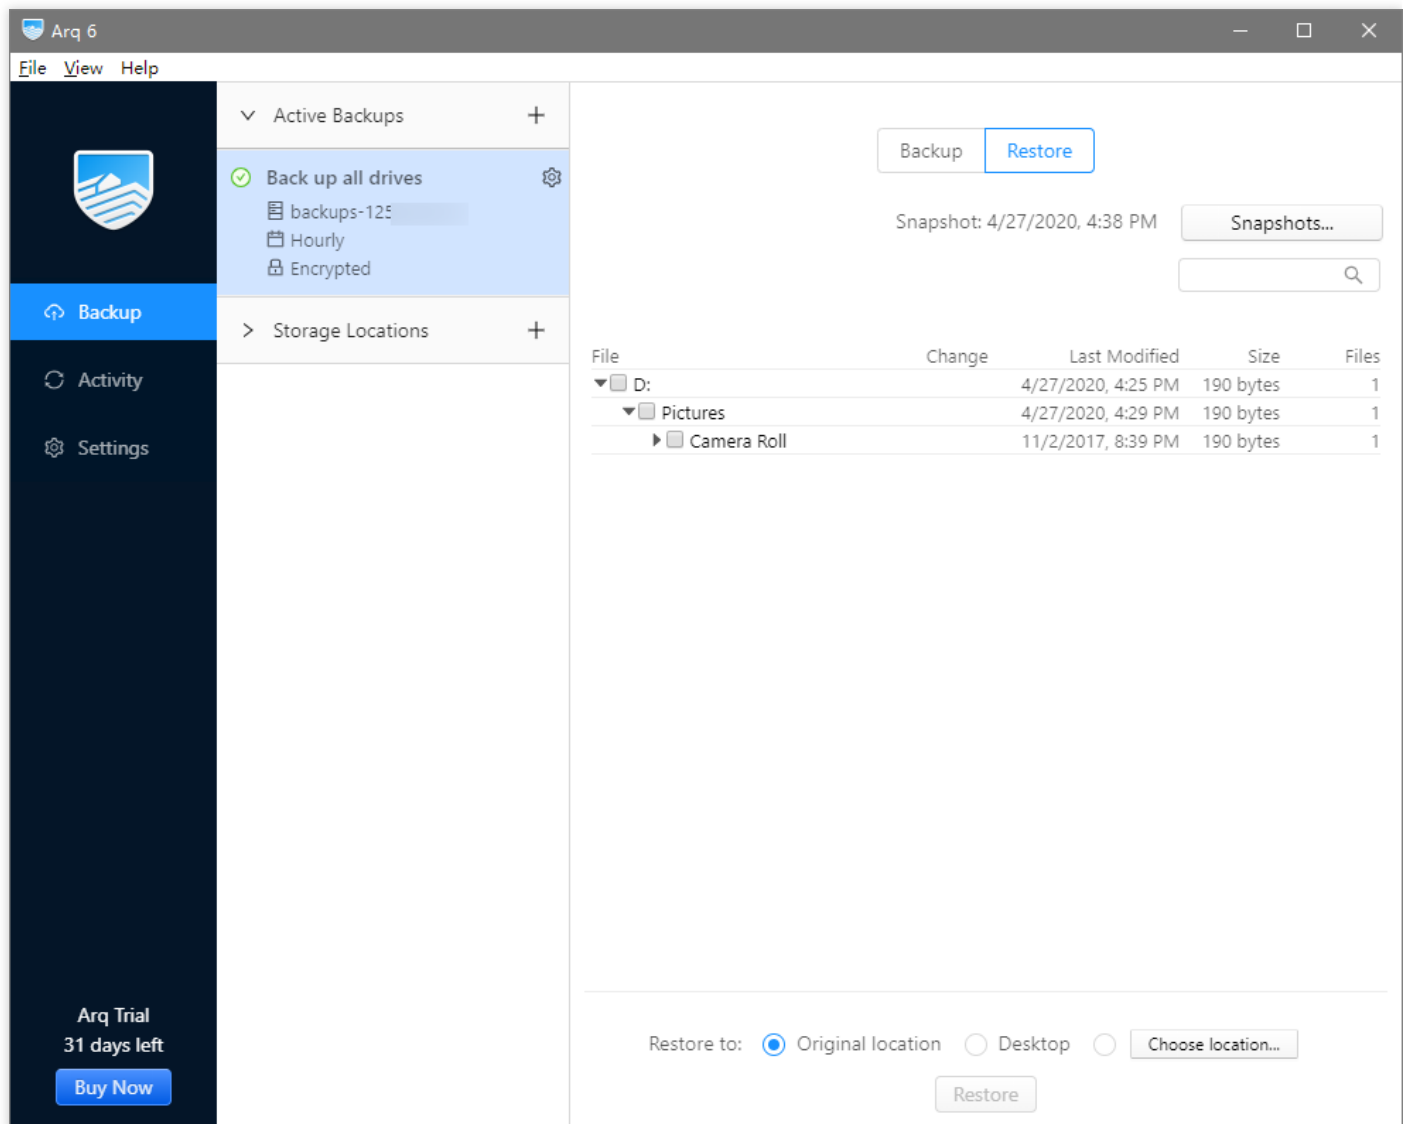 Arq 6
File View Help
Active Backups
Back up all drives
backups-125
Hourly
Encrypted
Storage Locations
Backup
Activity
Settings
Arq Trial
31 days left
Buy Now
Backup Restore
Snapshot: 4/27/2020, 4:38 PM Snapshots...
File Change Last Modified Size Files
D: 4/27/2020, 4:25 PM 190 bytes 1
Pictures 4/27/2020, 4:29 PM 190 bytes 1
Camera Roll 11/2/2017, 8:39 PM 190 bytes 1
Restore to: Original location Desktop Choose location...
Restore